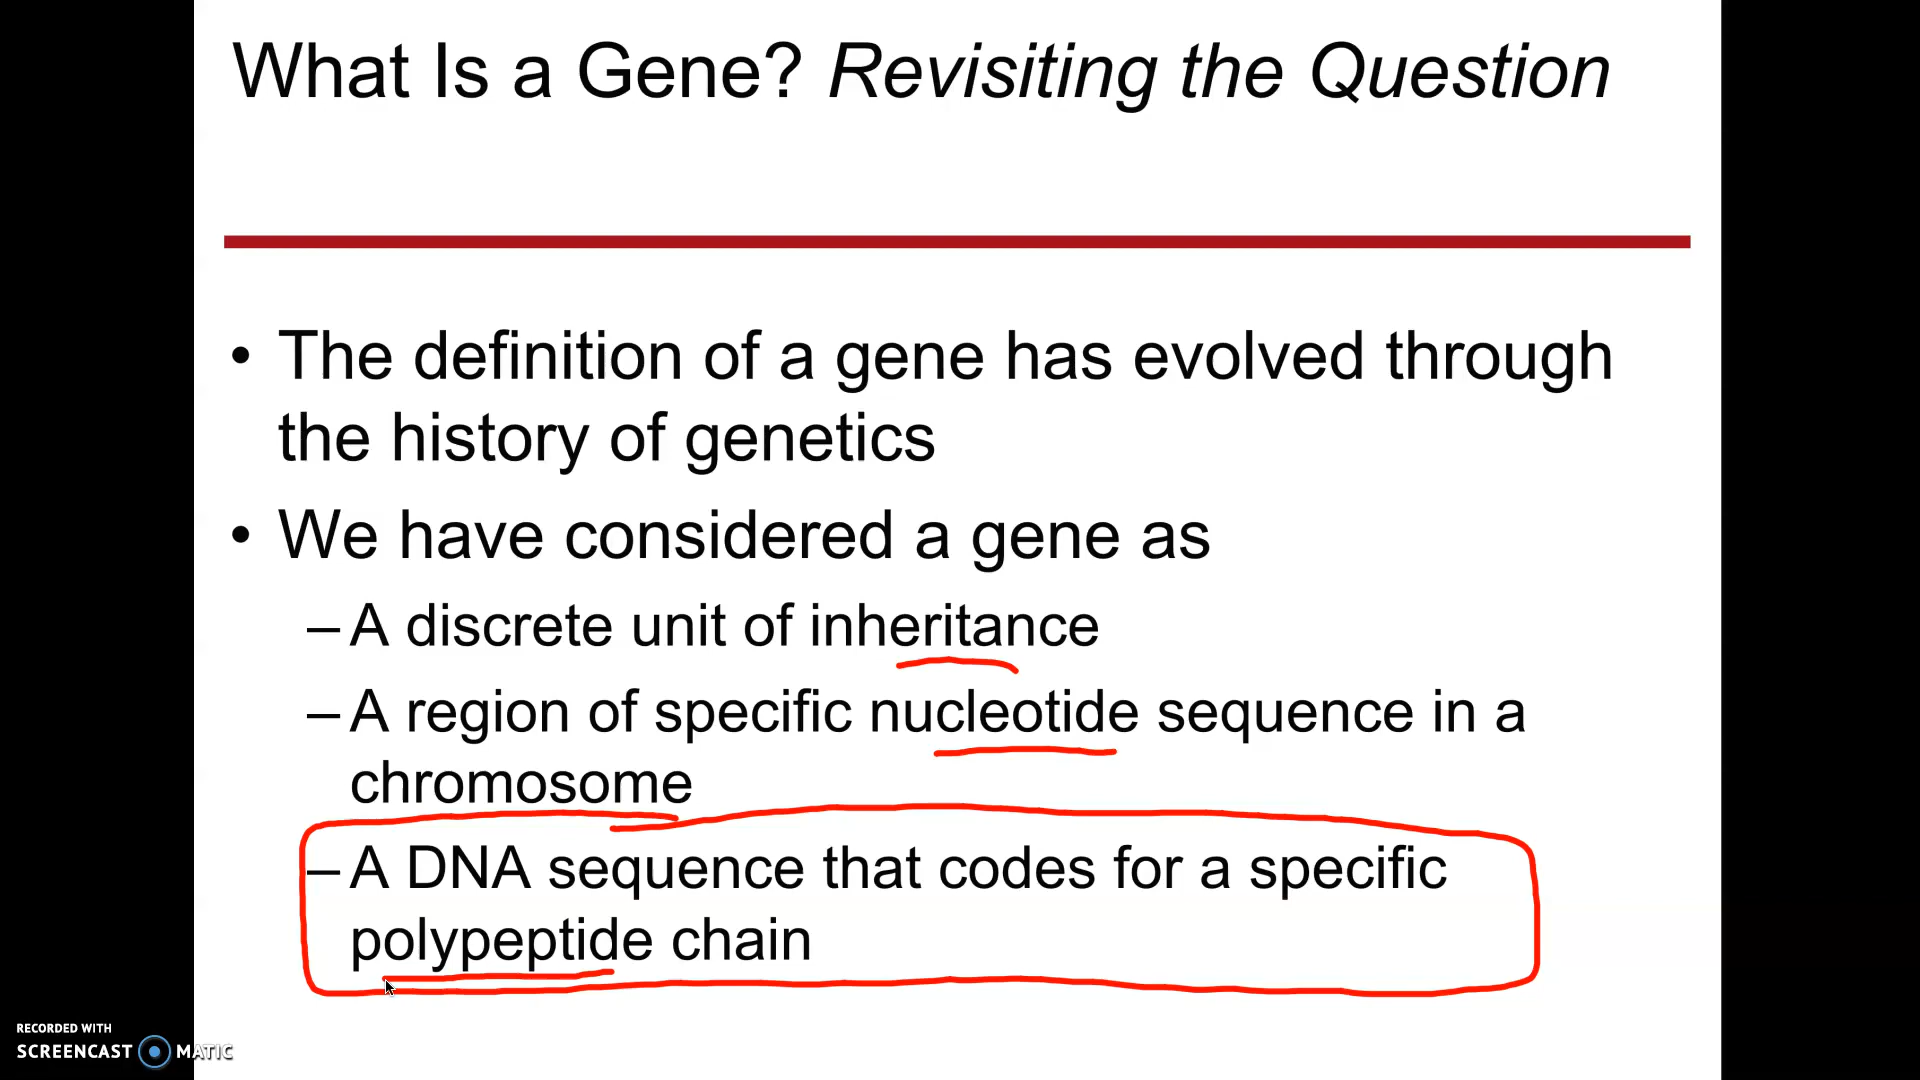 What Is a Gene? Revisiting the Question
• The definition of a gene has evolved through
the history of genetics
• We have considered a gene as
– A discrete unit of inheritance
– A region of specific nucleotide sequence in a
chromosome
– A DNA sequence that codes for a specific
polypeptide chain
RECORDED WITH
SCREENCAST MATIC